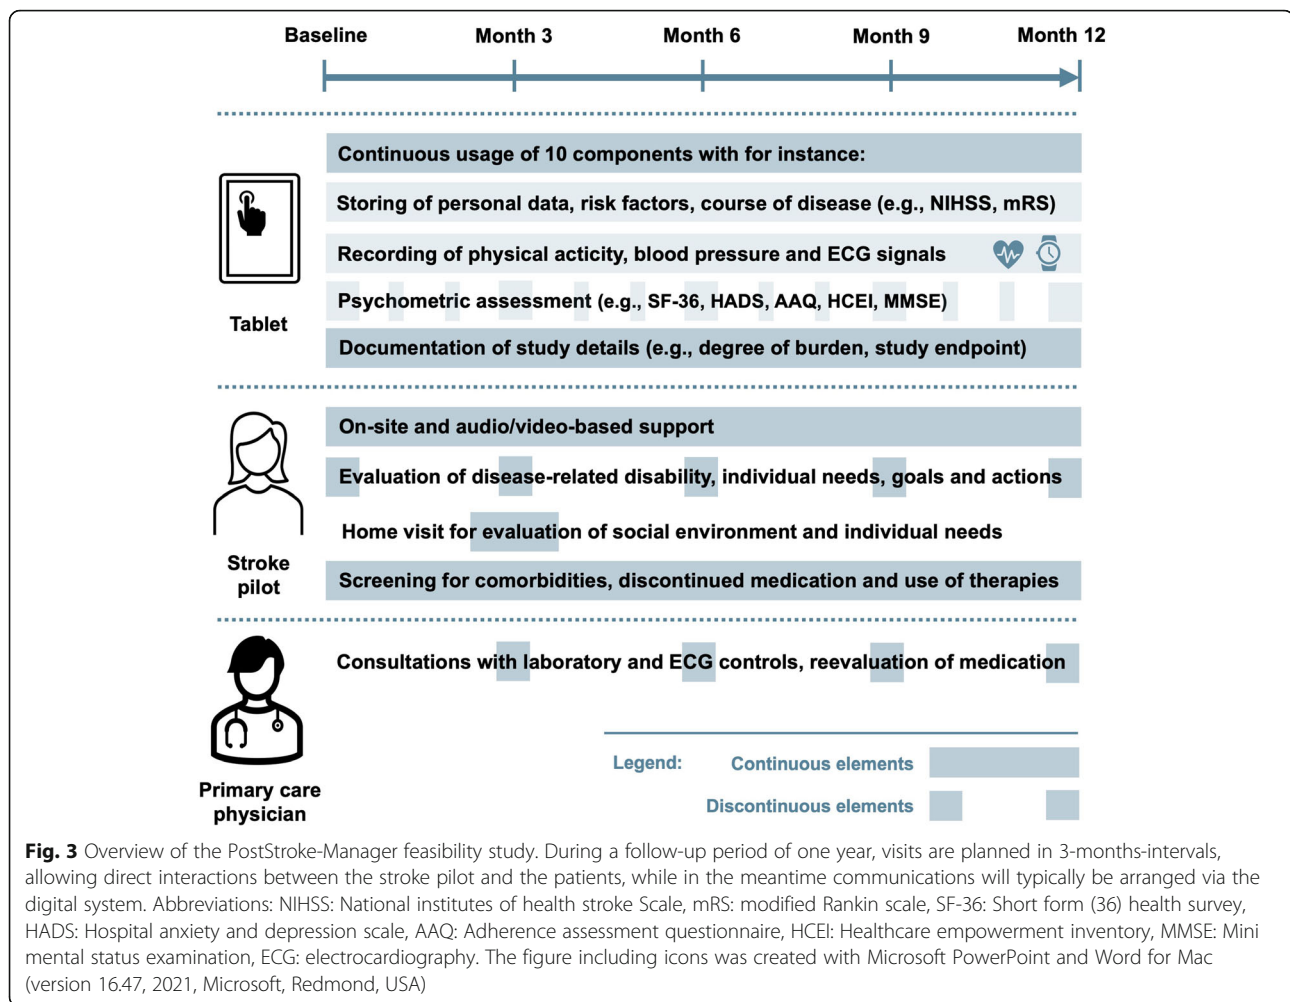 Baseline Month 3 Month 6 Month 9 Month 12
Continuous usage of 10 components with for instance:
Storing of personal data, risk factors, course of disease (e.g., NIHSS, mRS)
Recording of physical acticity, blood pressure and ECG signals
Psychometric assessment (e.g., SF-36, HADS, AAQ, HCEI, MMSE)
Tablet
Documentation of study details (e.g., degree of burden, study endpoint)
On-site and audio/video-based support
Evaluation of disease-related disability, individual needs, goals and actions
Home visit for evaluation of social environment and individual needs
Stroke
pilot
Screening for comorbidities, discontinued medication and use of therapies
Consultations with laboratory and ECG controls, reevaluation of medication
Primary care
physician
Legend: Continuous elements
Discontinuous elements
Fig. 3 Overview of the PostStroke-Manager feasibility study. During a follow-up period of one year, visits are planned in 3-months-intervals,
allowing direct interactions between the stroke pilot and the patients, while in the meantime communications will typically be arranged via the
digital system. Abbreviations: NIHSS: National institutes of health stroke Scale, mRS: modified Rankin scale, SF-36: Short form (36) health survey,
HADS: Hospital anxiety and depression scale, AAQ: Adherence assessment questionnaire, HCEI: Healthcare empowerment inventory, MMSE: Mini
mental status examination, ECG: electrocardiography. The figure including icons was created with Microsoft PowerPoint and Word for Mac
(version 16.47, 2021, Microsoft, Redmond, USA)